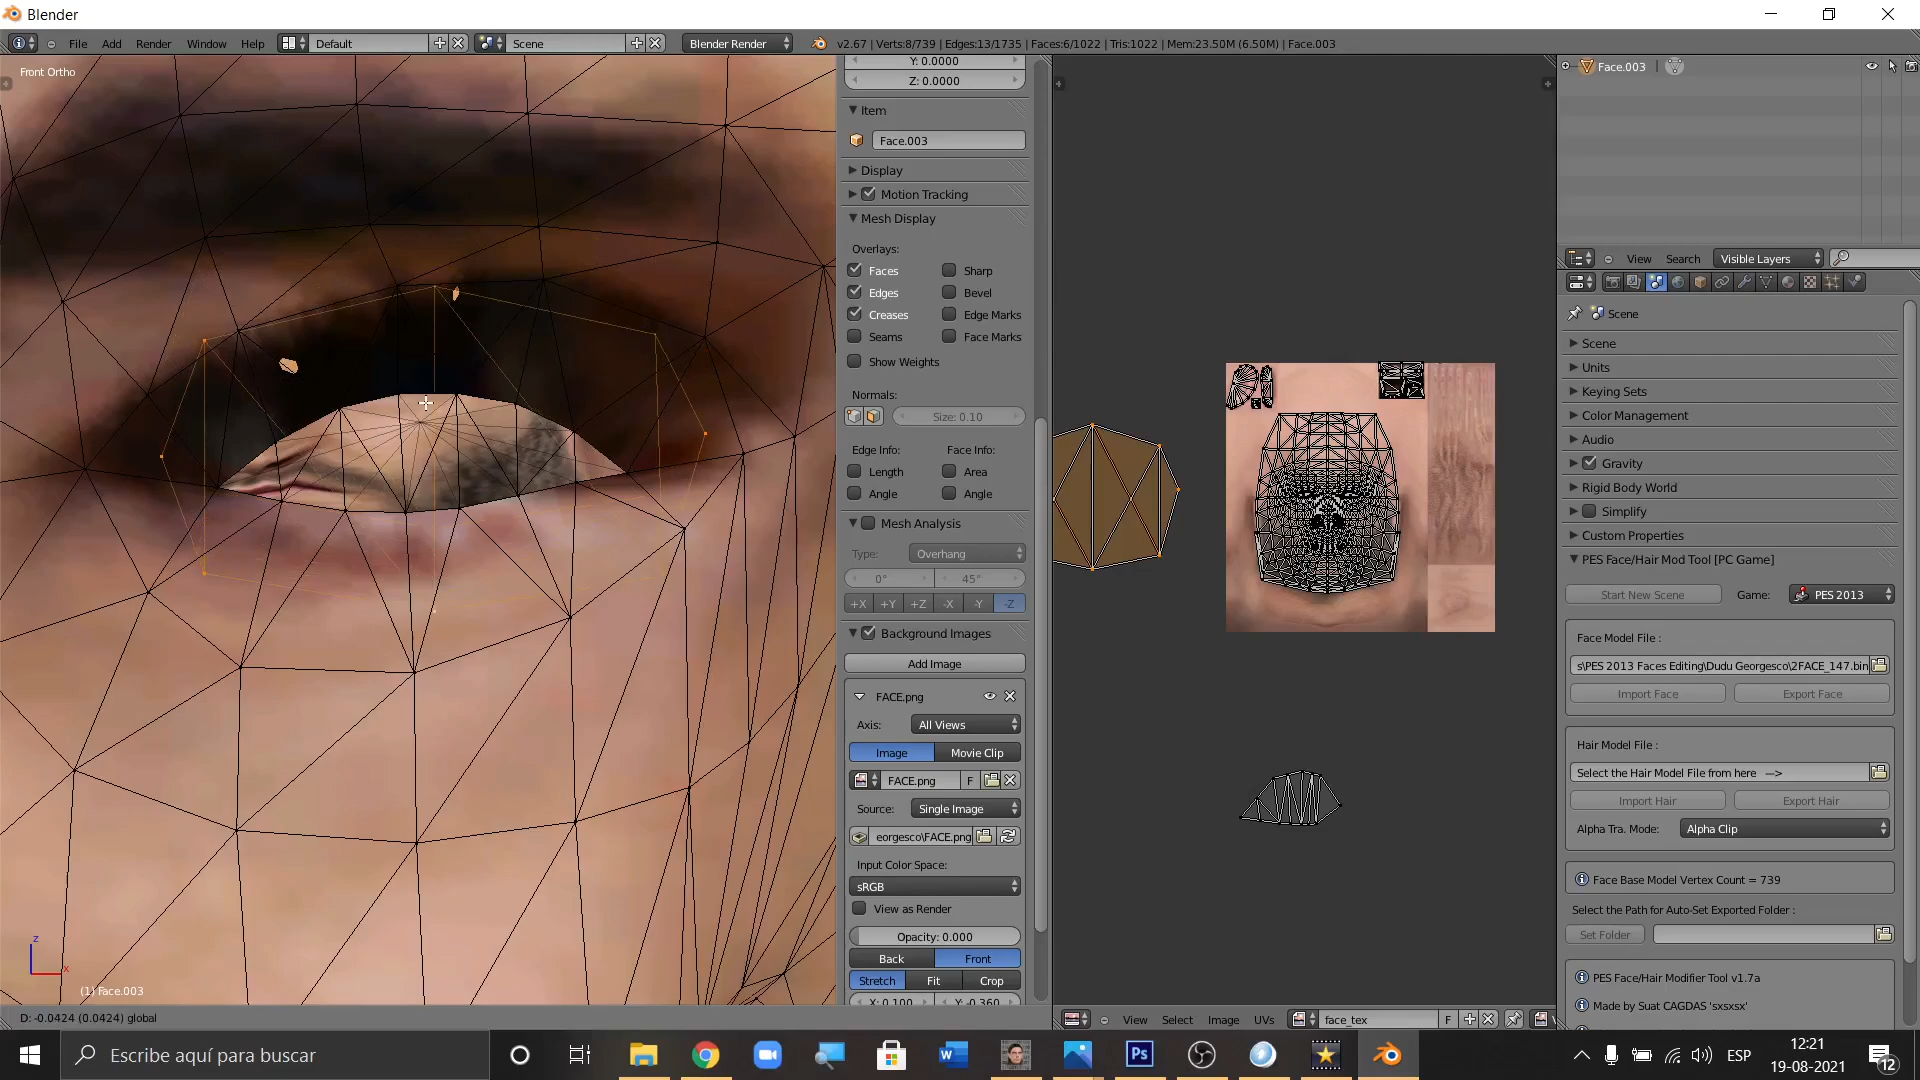 Blender
File Add Render Window Help Default Scene Blender Render v2.67 | Verts:8/739 | Edges:13/1735 | Faces:6/1022 | Tris:1022 | Mem:23.50M (6.50M) | Face.003
Front Ortho
Y: 0.0000
Z: 0.0000
Item
Face.003
Display
Motion Tracking
Mesh Display
Overlays:
Faces Sharp
Edges Bevel
Creases Edge Marks
Seams Face Marks
Show Weights
Normals:
Size: 0.10
Edge Info: Face Info:
Length Area
Angle Angle
Mesh Analysis
Type: Overhang
0° 45°
+X +Y +Z -X -Y -Z
Background Images
Add Image
FACE.png
Axis: All Views
Image Movie Clip
FACE.png F
Source: Single Image
eorgesco\FACE.png
Input Color Space:
sRGB
View as Render
Opacity: 0.000
Back Front
Stretch Fit Crop
X: 0.100 Y: -0.360
z
x
(1) Face.003
D: -0.0424 (0.0424) global
View Select Image UVs face_tex F
Face.003
View Search Visible Layers
Scene
Scene
Units
Keying Sets
Color Management
Audio
Gravity
Rigid Body World
Simplify
Custom Properties
PES Face/Hair Mod Tool [PC Game]
Start New Scene Game: PES 2013
Face Model File :
s\PES 2013 Faces Editing\Dudu Georgesco\2FACE_147.bin
Import Face Export Face
Hair Model File :
Select the Hair Model File from here --->
Import Hair Export Hair
Alpha Tra. Mode: Alpha Clip
Face Base Model Vertex Count = 739
Select the Path for Auto-Set Exported Folder :
Set Folder
PES Face/Hair Modifier Tool v1.7a
Made by Suat CAGDAS 'sxsxsx'
Escribe aquí para buscar
W
Ps
ESP
12:21
19-08-2021
12